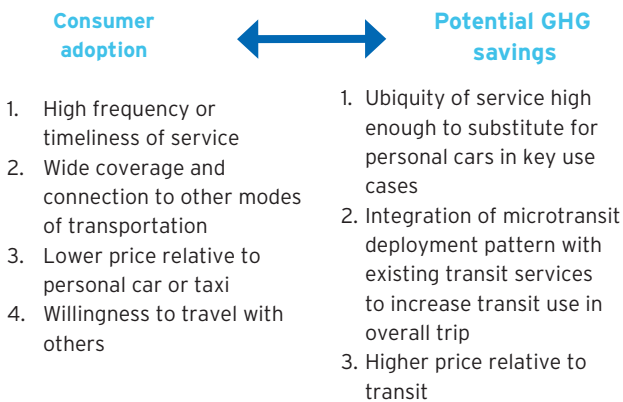 Consumer
adoption
1. High frequency or
timeliness of service
2. Wide coverage and
connection to other modes
of transportation
3. Lower price relative to
personal car or taxi
4. Willingness to travel with
others
Potential GHG
savings
1. Ubiquity of service high
enough to substitute for
personal cars in key use
cases
2. Integration of microtransit
deployment pattern with
existing transit services
to increase transit use in
overall trip
3. Higher price relative to
transit